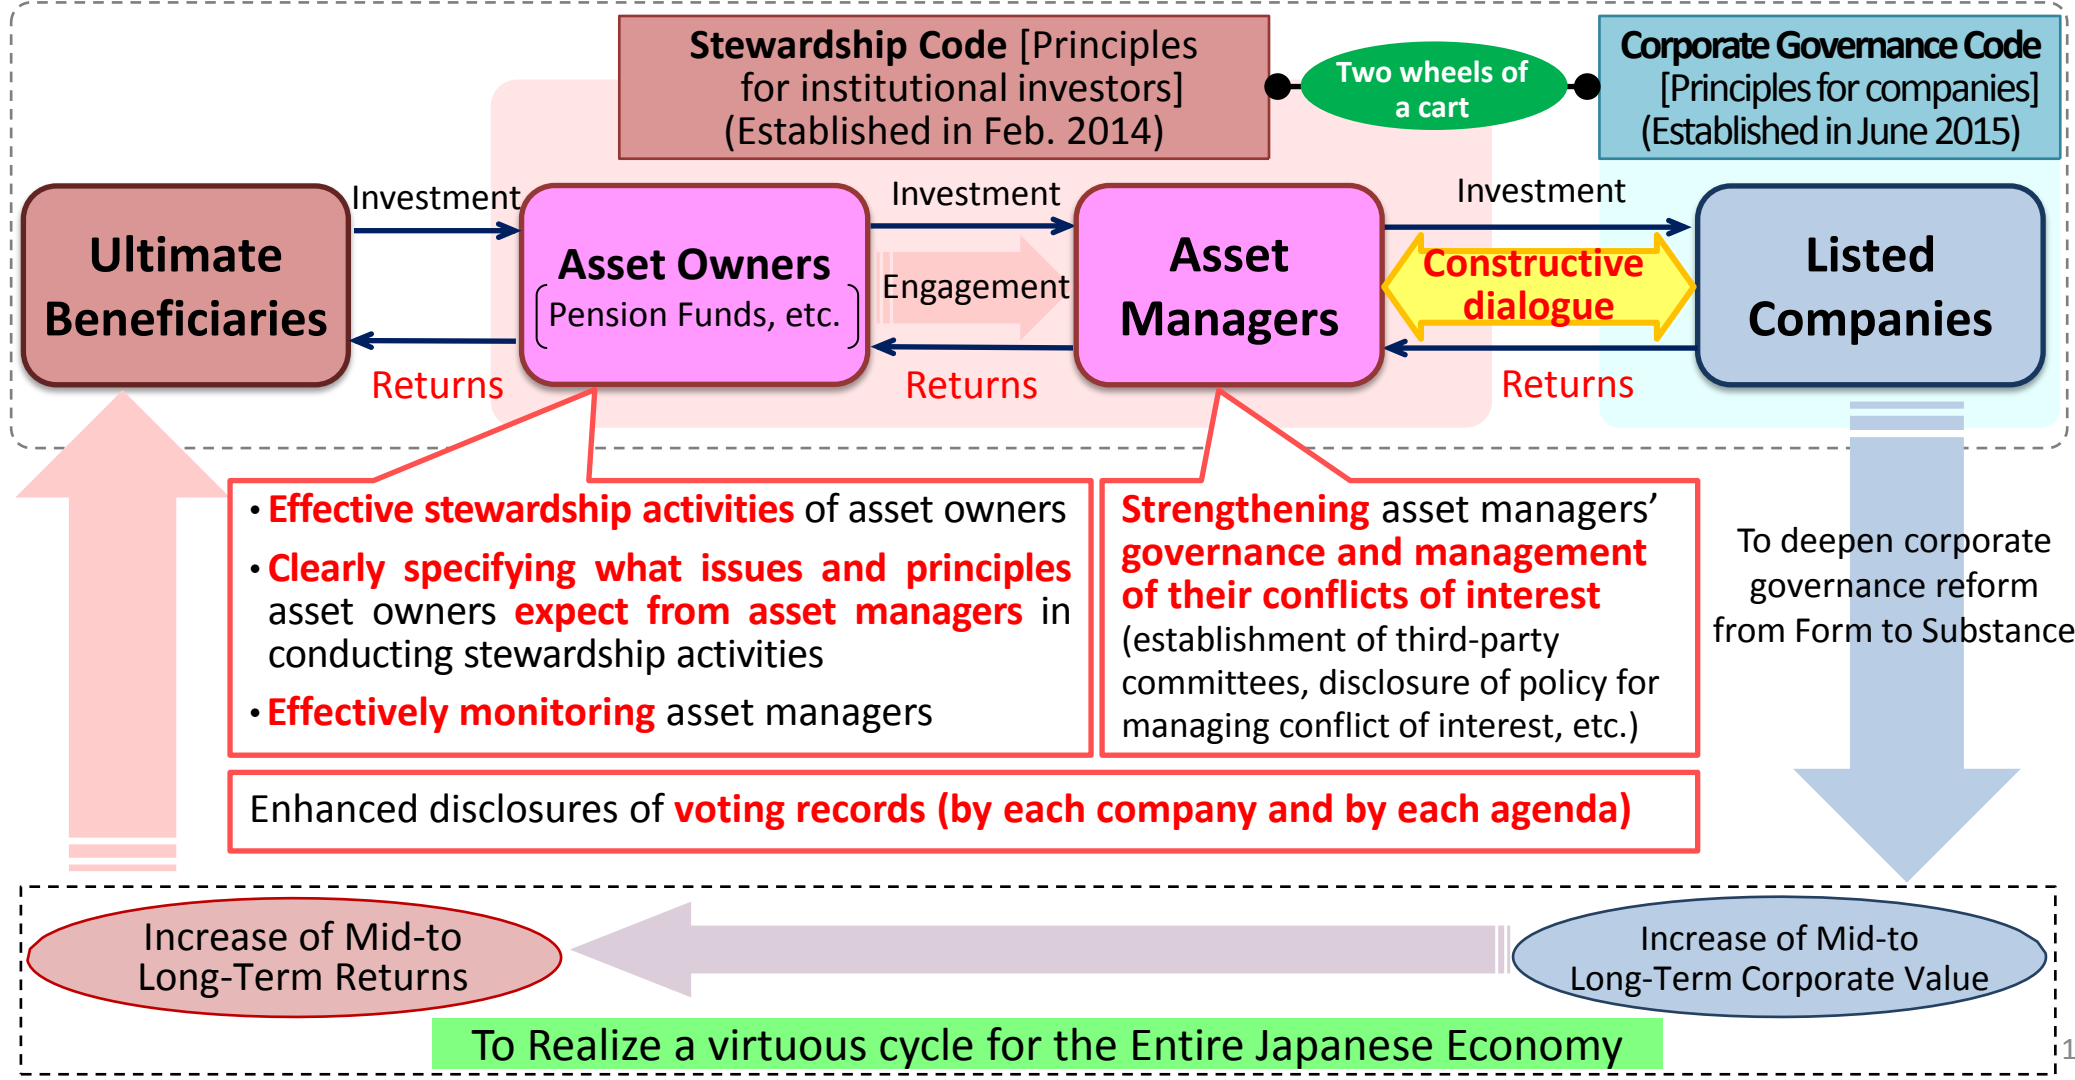 Stewardship Code [Principles
for institutional investors]
(Established in Feb. 2014)
Two wheels of
a cart
Corporate Governance Code
[Principles for companies]
(Established in June 2015)
Ultimate
Beneficiaries
Investment
Returns
Asset Owners
Pension Funds, etc.
Investment
Engagement
Returns
Asset
Managers
Investment
Constructive
dialogue
Returns
Listed
Companies
• Effective stewardship activities of asset owners
• Clearly specifying what issues and principles
asset owners expect from asset managers in
conducting stewardship activities
• Effectively monitoring asset managers
Strengthening asset managers’
governance and management
of their conflicts of interest
(establishment of third-party
committees, disclosure of policy for
managing conflict of interest, etc.)
To deepen corporate
governance reform
from Form to Substance
Enhanced disclosures of voting records (by each company and by each agenda)
Increase of Mid-to
Long-Term Returns
Increase of Mid-to
Long-Term Corporate Value
To Realize a virtuous cycle for the Entire Japanese Economy
1